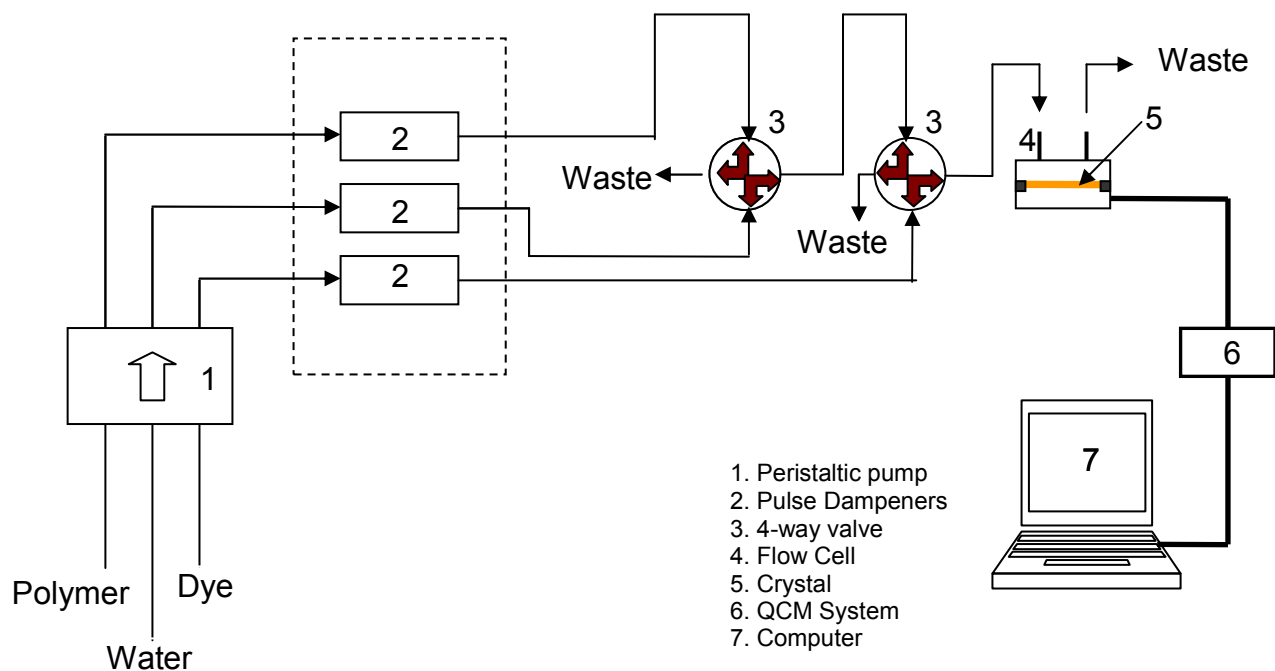 Waste
2
3
3
4
5
Waste
2
Waste
2
1
6
7
1. Peristaltic pump
2. Pulse Dampeners
3. 4-way valve
4. Flow Cell
5. Crystal
6. QCM System
7. Computer
Polymer
Dye
Water